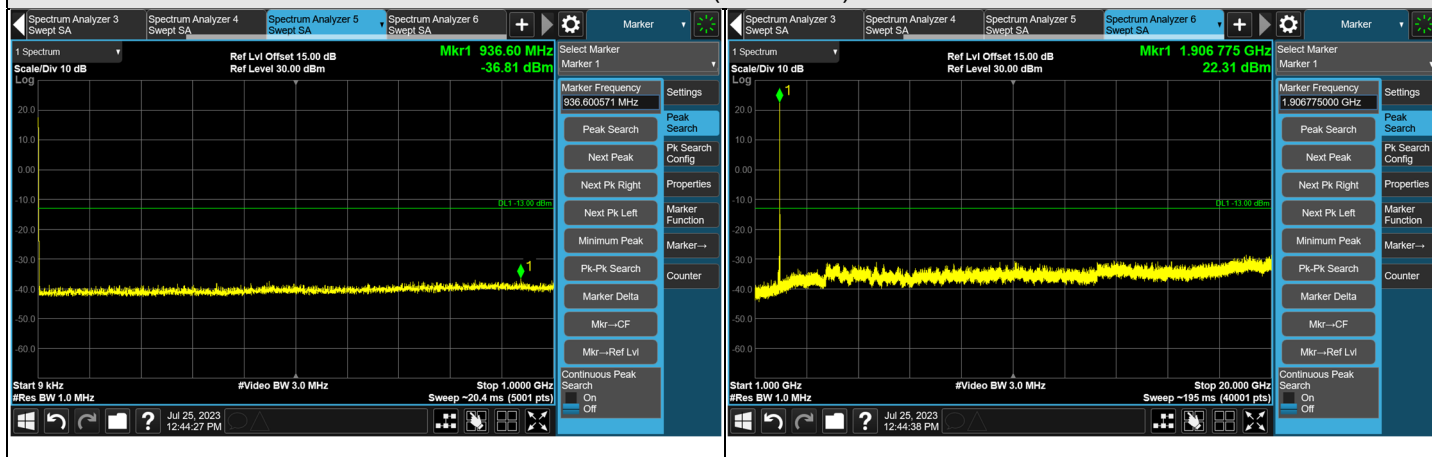 Spectrum Analyzer 3
Swept SA
Spectrum Analyzer 4
Swept SA
Spectrum Analyzer 5
Swept SA
Spectrum Analyzer 6
Swept SA
Marker
1 Spectrum
Scale/Div 10 dB
Log
Ref Lvl Offset 15.00 dB
Ref Level 30.00 dBm
Mkr1 936.60 MHz
-36.81 dBm
20.0
10.0
0.00
-10.0
-20.0
-30.0
-40.0
-50.0
-60.0
DL1 -13.00 dBm
1
Start 9 kHz
#Res BW 1.0 MHz
#Video BW 3.0 MHz
Stop 1.0000 GHz
Sweep ~20.4 ms (5001 pts)
Select Marker
Marker 1
Marker Frequency
936.600571 MHz
Peak Search
Next Peak
Next Pk Right
Next Pk Left
Minimum Peak
Pk-Pk Search
Marker Delta
Mkr→CF
Mkr→Ref Lvl
Continuous Peak
Search
On
Off
Settings
Peak
Search
Pk Search
Config
Properties
Marker
Function
Marker→
Counter
?
Jul 25, 2023
12:44:27 PM
Spectrum Analyzer 3
Swept SA
Spectrum Analyzer 4
Swept SA
Spectrum Analyzer 5
Swept SA
Spectrum Analyzer 6
Swept SA
Marker
1 Spectrum
Scale/Div 10 dB
Log
Ref Lvl Offset 15.00 dB
Ref Level 30.00 dBm
Mkr1 1.906 775 GHz
22.31 dBm
1
20.0
10.0
0.00
-10.0
-20.0
-30.0
-40.0
-50.0
-60.0
DL1 -13.00 dBm
Start 1.000 GHz
#Res BW 1.0 MHz
#Video BW 3.0 MHz
Stop 20.000 GHz
Sweep ~195 ms (40001 pts)
Select Marker
Marker 1
Marker Frequency
1.906775000 GHz
Peak Search
Next Peak
Next Pk Right
Next Pk Left
Minimum Peak
Pk-Pk Search
Marker Delta
Mkr→CF
Mkr→Ref Lvl
Continuous Peak
Search
On
Off
Settings
Peak
Search
Pk Search
Config
Properties
Marker
Function
Marker→
Counter
?
Jul 25, 2023
12:44:38 PM